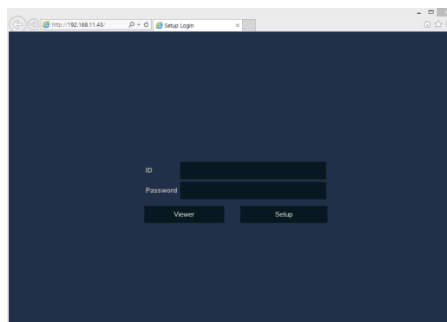 http://192.168.11.43/
Setup Login
ID
Password
Viewer
Setup